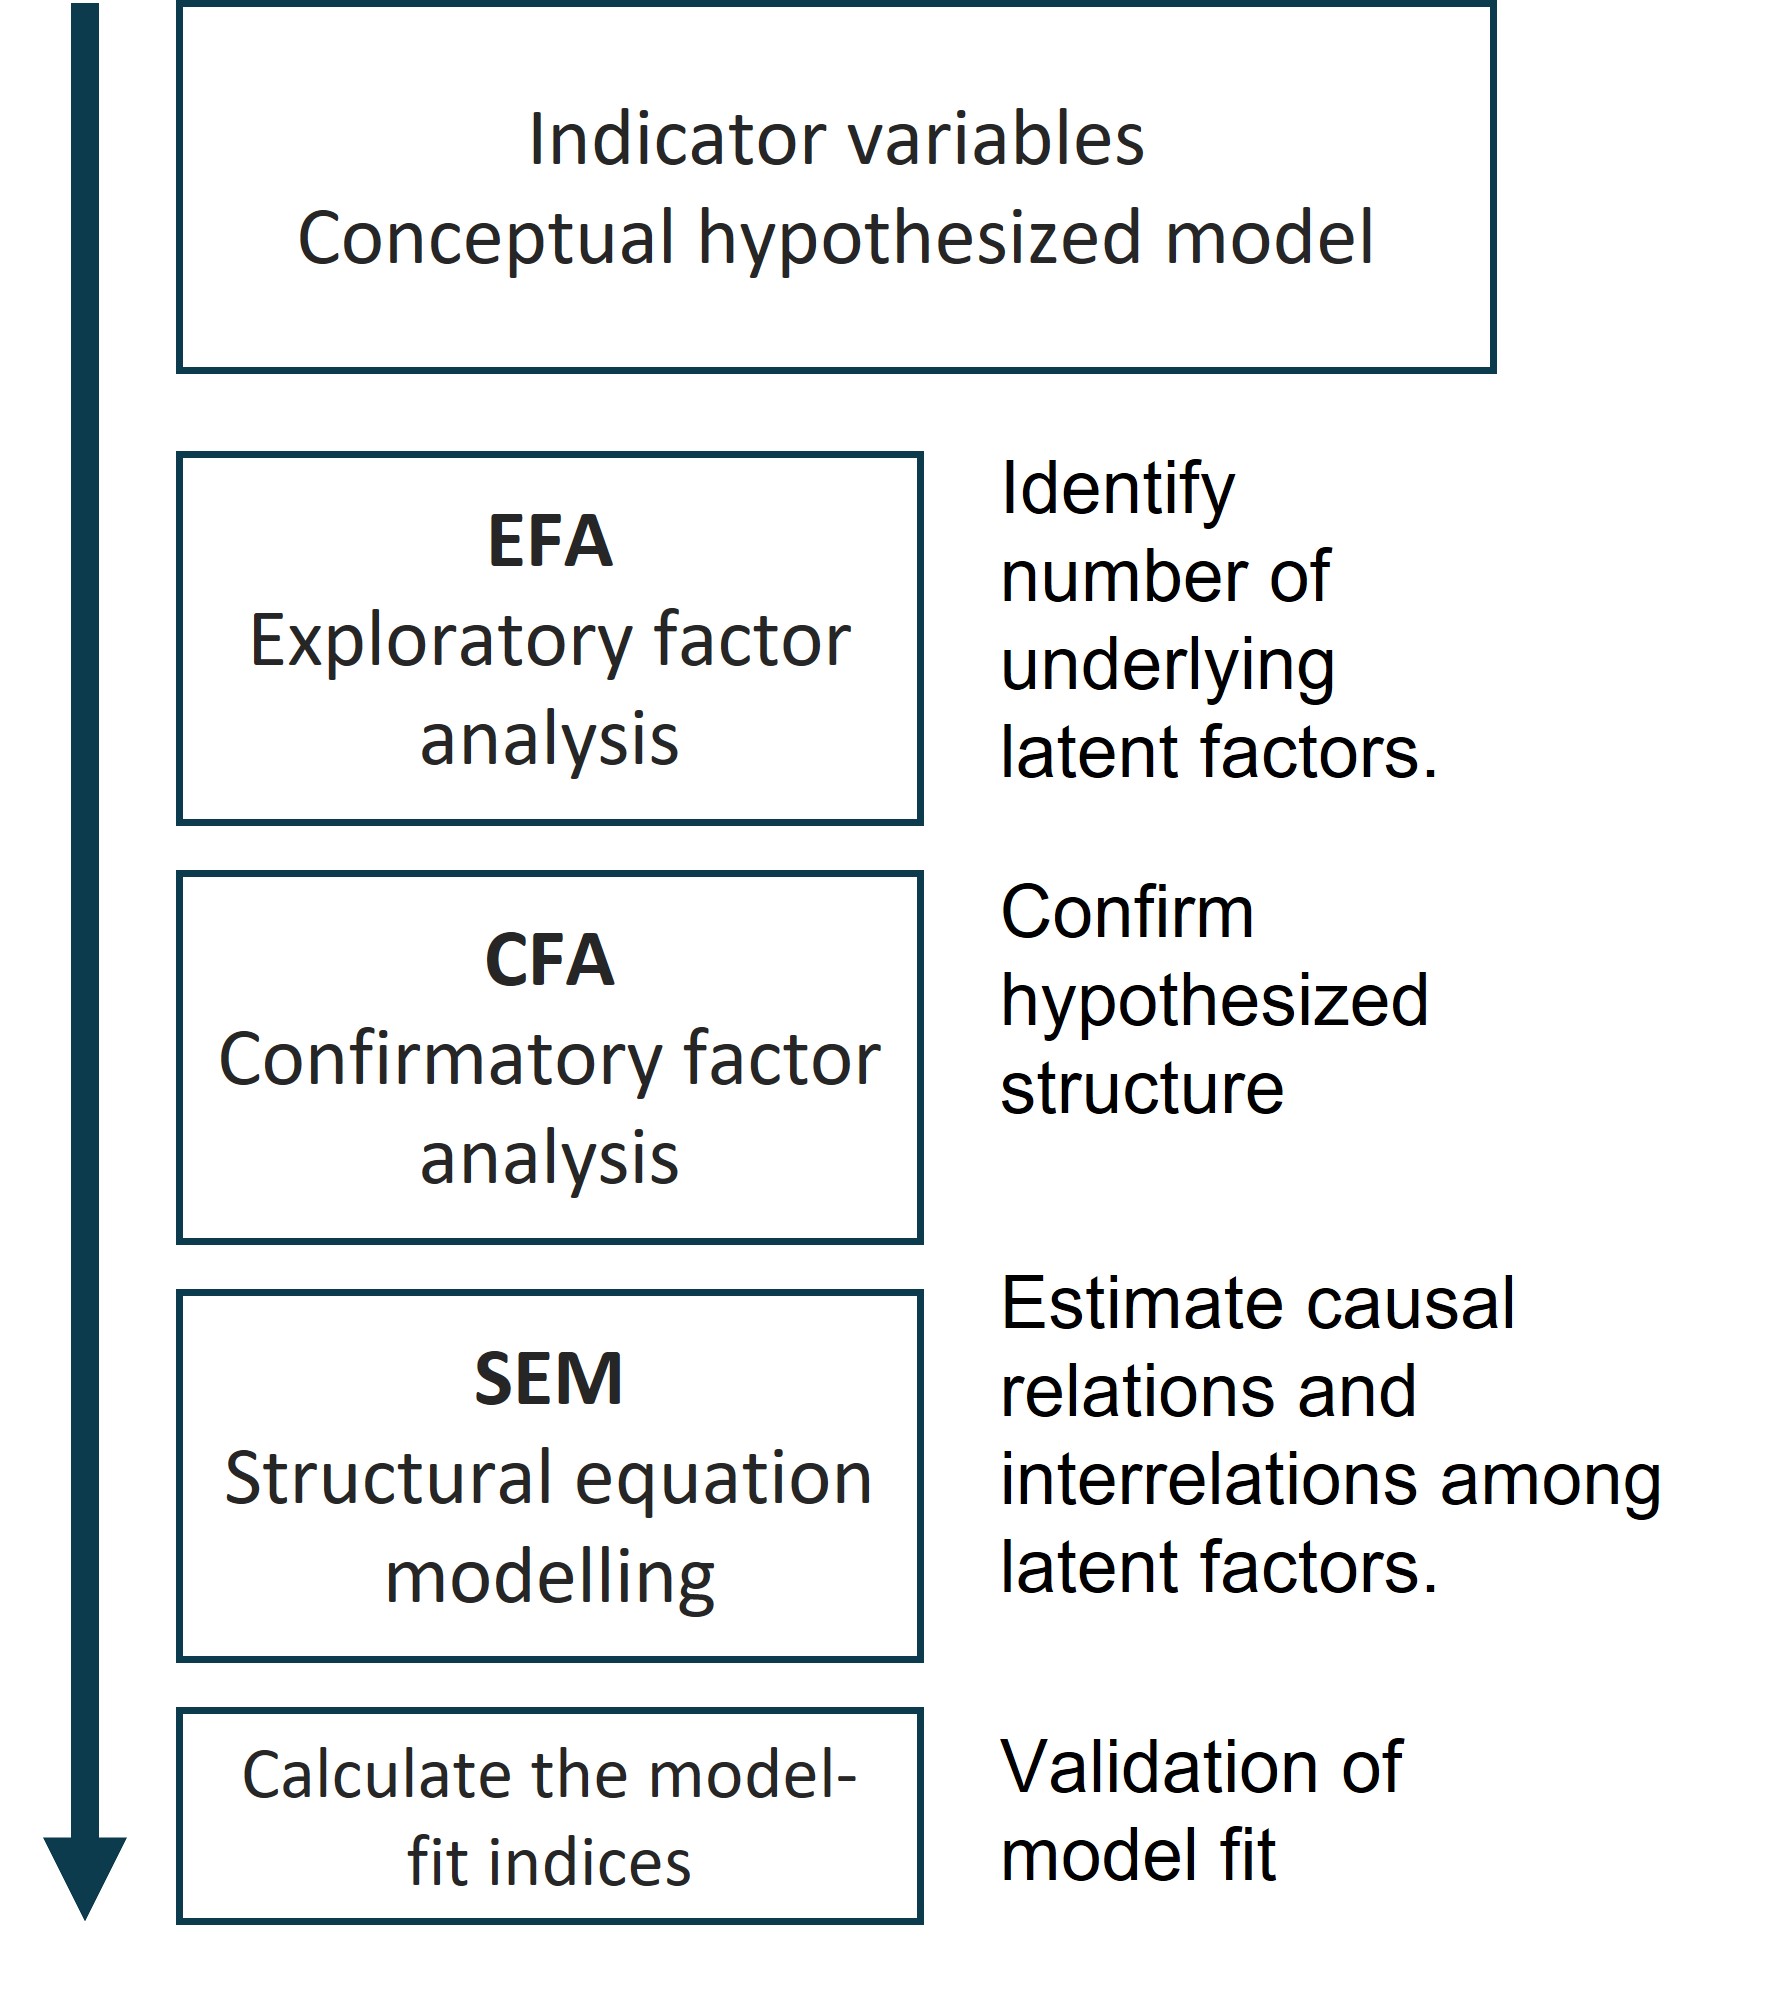 Indicator variables
Conceptual hypothesized model
EFA
Exploratory factor
analysis
Identify
number of
underlying
latent factors.
CFA
Confirmatory factor
analysis
Confirm
hypothesized
structure
SEM
Structural equation
modelling
Estimate causal
relations and
interrelations among
latent factors.
Calculate the model-
fit indices
Validation of
model fit